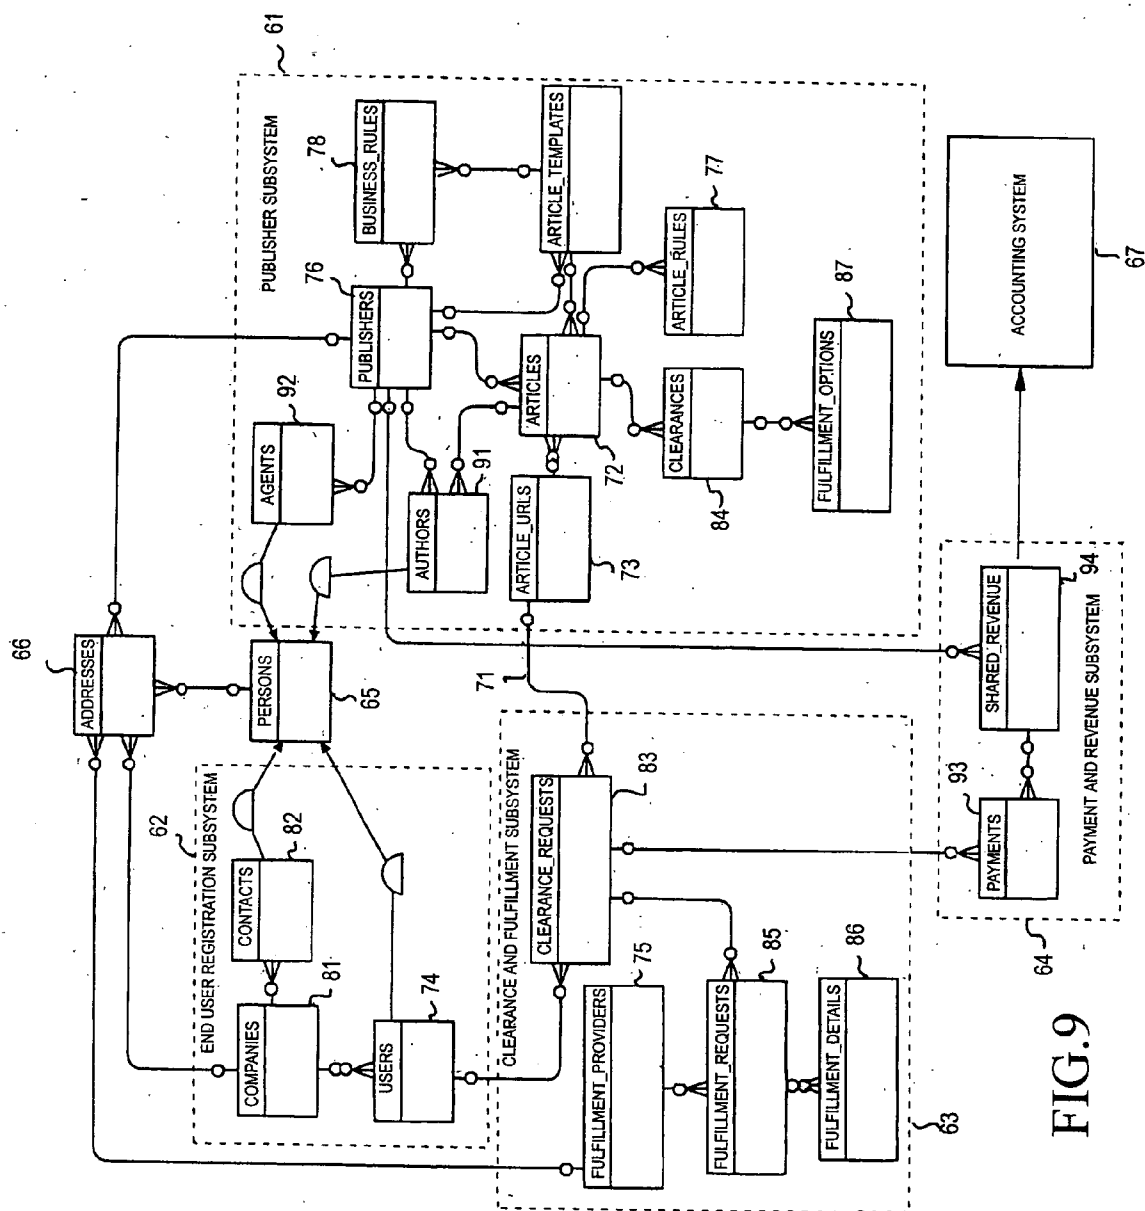 61
PUBLISHER SUBSYSTEM
78
BUSINESS_RULES
ARTICLE_TEMPLATES
76
PUBLISHERS
ARTICLE_RULES
77
92
AGENTS
ARTICLES
72
CLEARANCES
84
FULFILLMENT_OPTIONS
87
AUTHORS
91
ARTICLE_URLS
73
ACCOUNTING SYSTEM
67
66
ADDRESSES
PERSONS
65
71
62
END USER REGISTRATION SUBSYSTEM
CONTACTS
82
COMPANIES
81
USERS
74
CLEARANCE AND FULFILLMENT SUBSYSTEM
CLEARANCE_REQUESTS
83
FULFILLMENT_PROVIDERS
75
FULFILLMENT_REQUESTS
85
FULFILLMENT_DETAILS
86
63
SHARED_REVENUE
94
PAYMENTS
93
PAYMENT AND REVENUE SUBSYSTEM
64
FIG.9